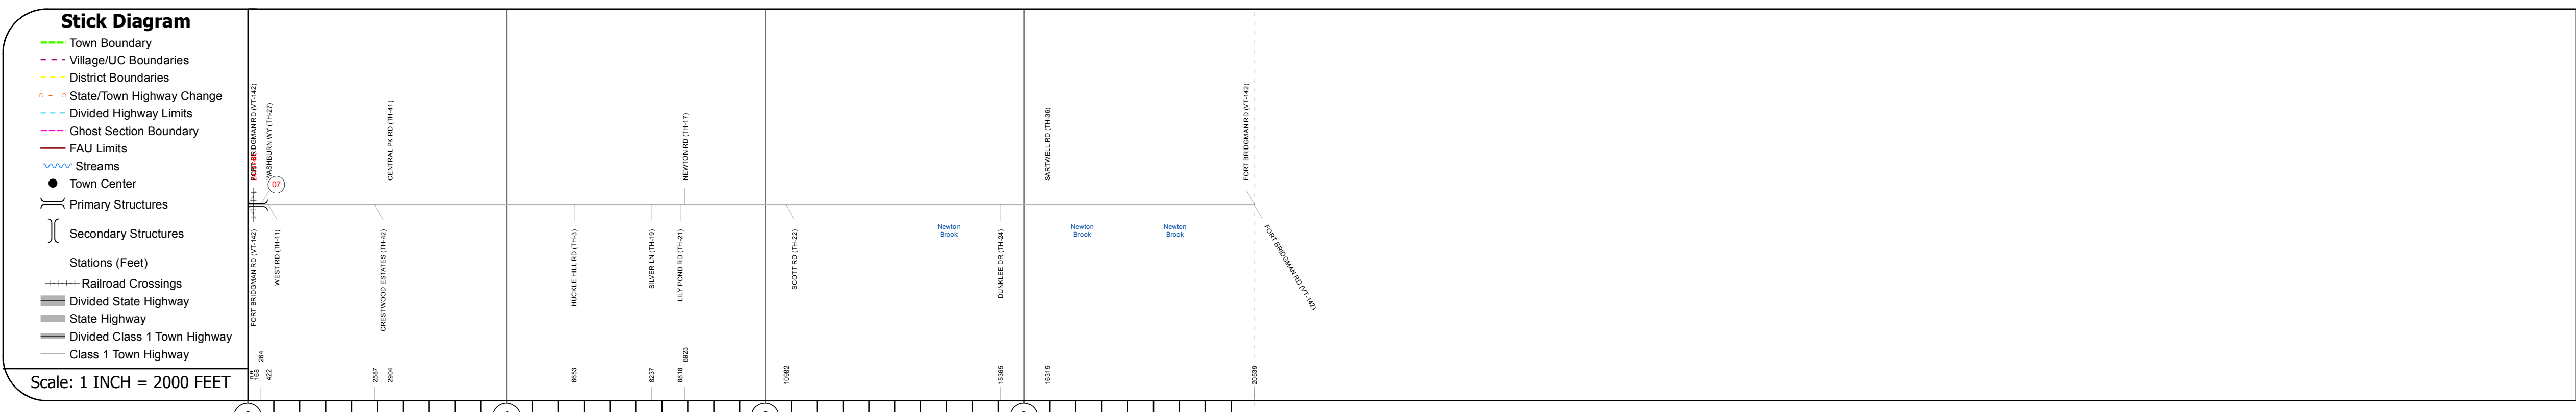 Stick Diagram
Town Boundary
Village/UC Boundaries
District Boundaries
State/Town Highway Change
Divided Highway Limits
Ghost Section Boundary
FAU Limits
Streams
Town Center
Primary Structures
Secondary Structures
Stations (Feet)
Railroad Crossings
Divided State Highway
State Highway
Divided Class 1 Town Highway
Class 1 Town Highway
Scale: 1 INCH = 2000 FEET
FORT BRIDGMAN RD (VT-142)
WASHBURN WY (TH-27)
CENTRAL PK RD (TH-41)
NEWTON RD (TH-17)
SARTWELL RD (TH-36)
FORT BRIDGMAN RD (VT-142)
07
FORT BRIDGMAN RD (VT-142)
WEST RD (TH-11)
CRESTWOOD ESTATES (TH-42)
HUCKLE HILL RD (TH-3)
SILVER LN (TH-19)
LILY POND RD (TH-21)
SCOTT RD (TH-22)
Newton
Brook
DUNKLEE DR (TH-24)
Newton
Brook
Newton
Brook
FORT BRIDGMAN RD (VT-142)
168
264
422
2587
2904
6653
8237
8818
8923
10982
15365
16315
20539